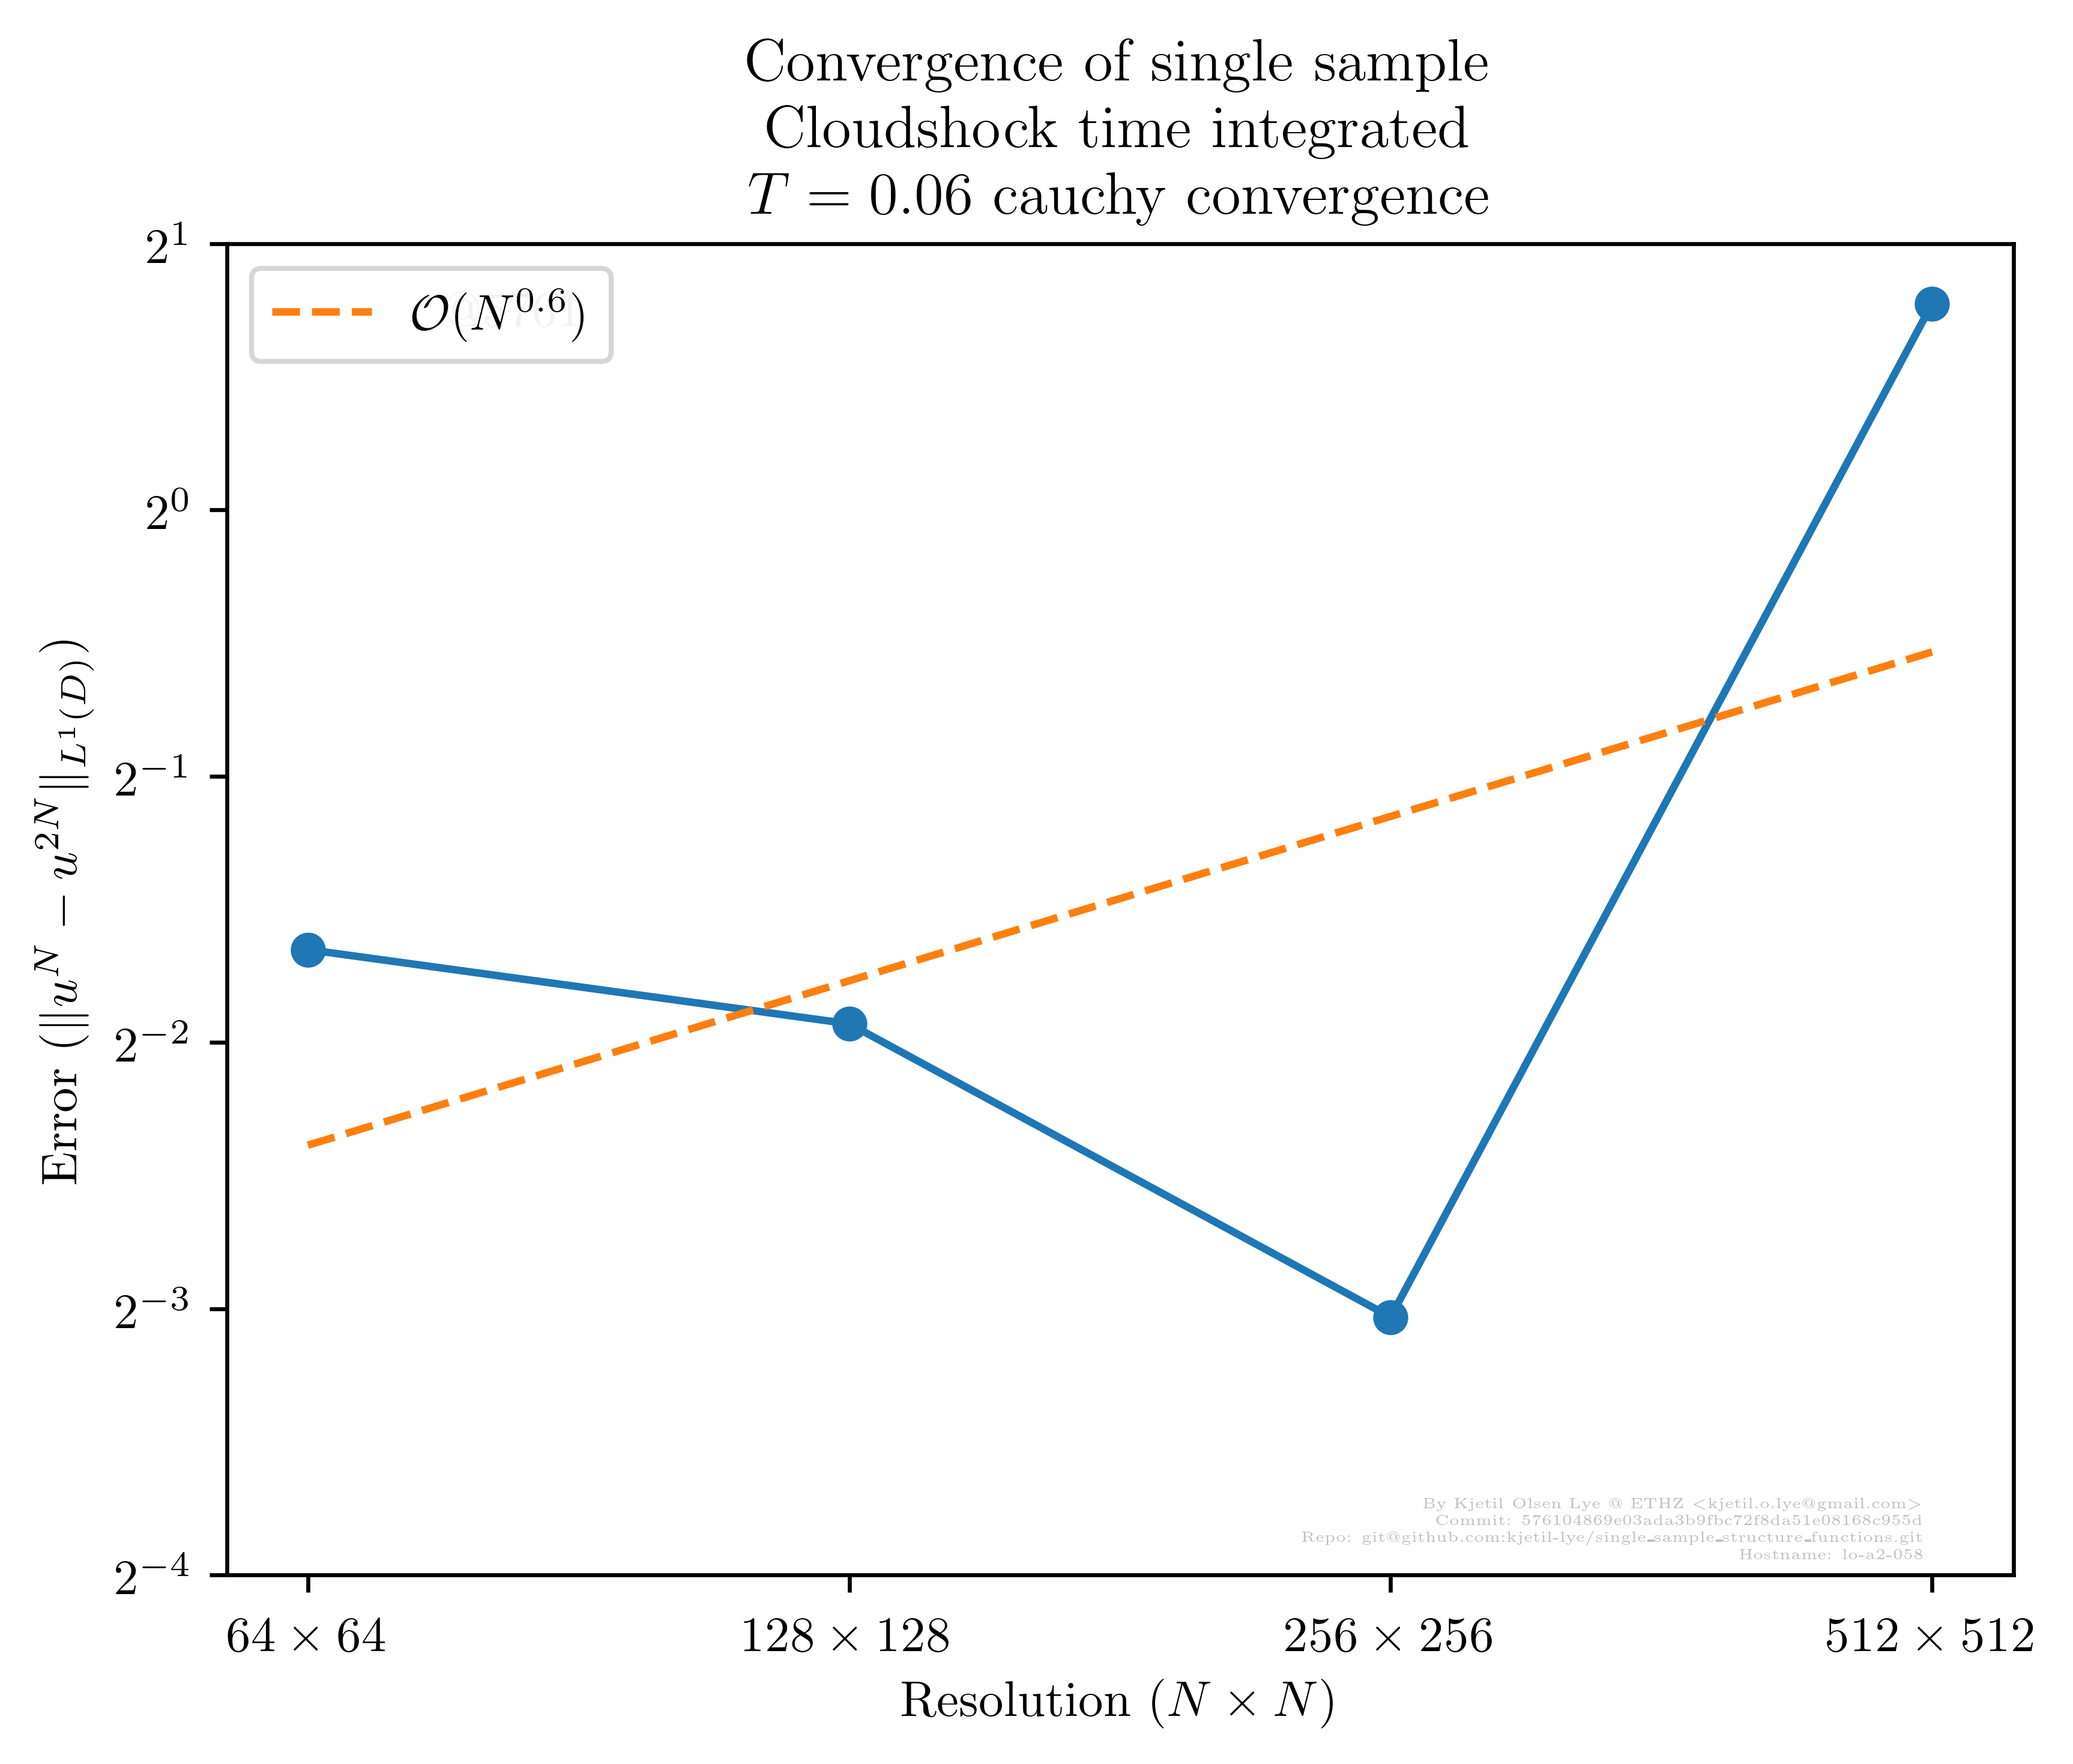 Convergence of single sample
Cloudshock time integrated
T = 0.06 cauchy convergence
2^1
2^0
2^{-1}
2^{-2}
2^{-3}
2^{-4}
Error (||u^N − u^{2N}||_{L^1(D)})
O(N^{0.6})
By Kjetil Olsen Lye @ ETHZ <kjetil.o.lye@gmail.com>
Commit: 576104869e03ada3b9fbc72f8da51e08168c955d
Repo: git@github.com:kjetil-lye/single_sample_structure_functions.git
Hostname: lo-a2-058
64 × 64
128 × 128
256 × 256
512 × 512
Resolution (N × N)